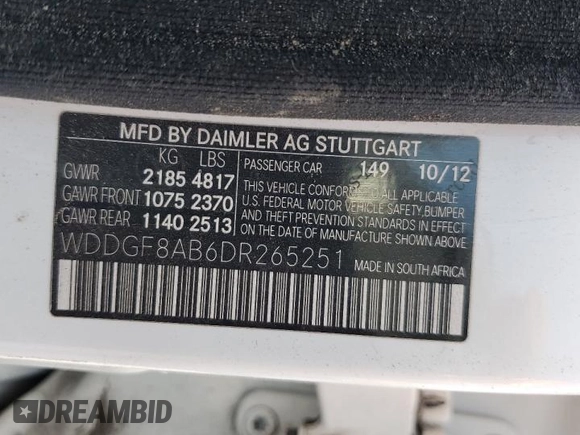 MFD BY DAIMLER AG STUTTGART
KG LBS
GVWR 2185 4817
GAWR FRONT 1075 2370
GAWR REAR 1140 2513
PASSENGER CAR 149 10/12
THIS VEHICLE CONFORMS TO ALL APPLICABLE
U.S. FEDERAL MOTOR VEHICLE SAFETY, BUMPER
AND THEFT PREVENTION STANDARDS IN EFFECT
ON THE DATE OF MANUFACTURE SHOWN ABOVE
WDDGF8AB6DR265251
MADE IN SOUTH AFRICA
DREAMBID